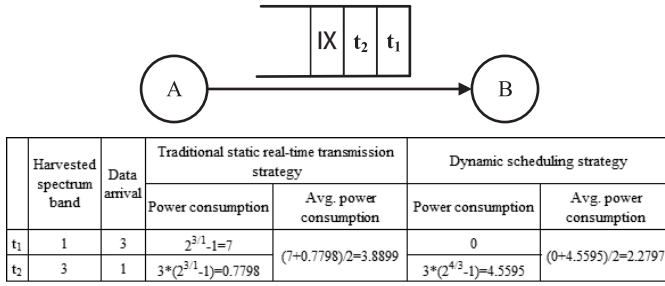 IX t₂ t₁
A B
Harvested spectrum band
Data arrival
Traditional static real-time transmission strategy
Dynamic scheduling strategy
Power consumption
Avg. power consumption
Power consumption
Avg. power consumption
t₁ 1 3 2^{3/1}-1=7 (7+0.7798)/2=3.8899 0 (0+4.5595)/2=2.2797
t₂ 3 1 3*(2^{3/1}-1)=0.7798 3*(2^{4/3}-1)=4.5595